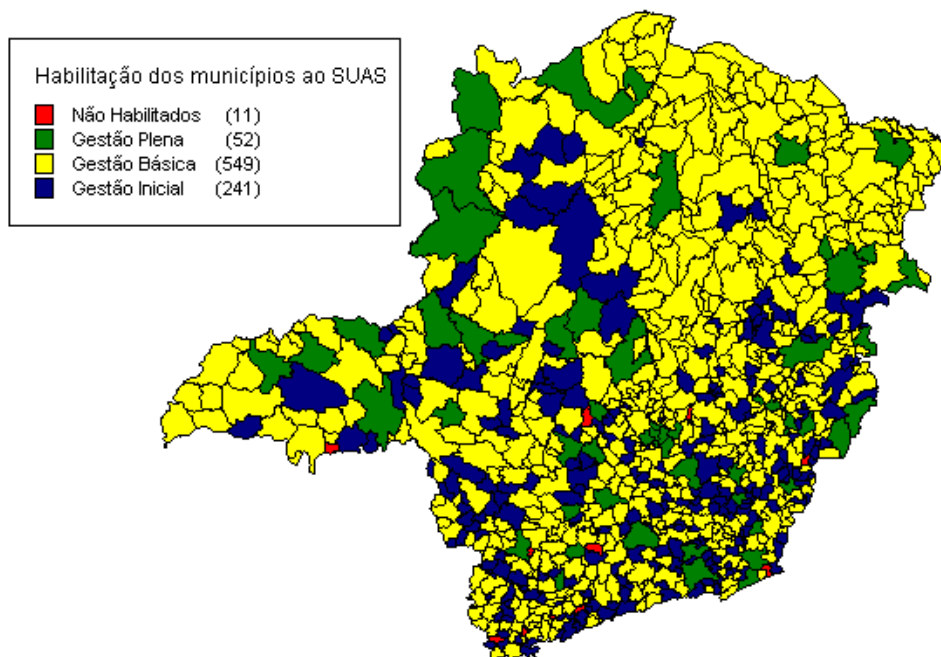 Habilitação dos municípios ao SUAS
Não Habilitados (11)
Gestão Plena (52)
Gestão Básica (549)
Gestão Inicial (241)